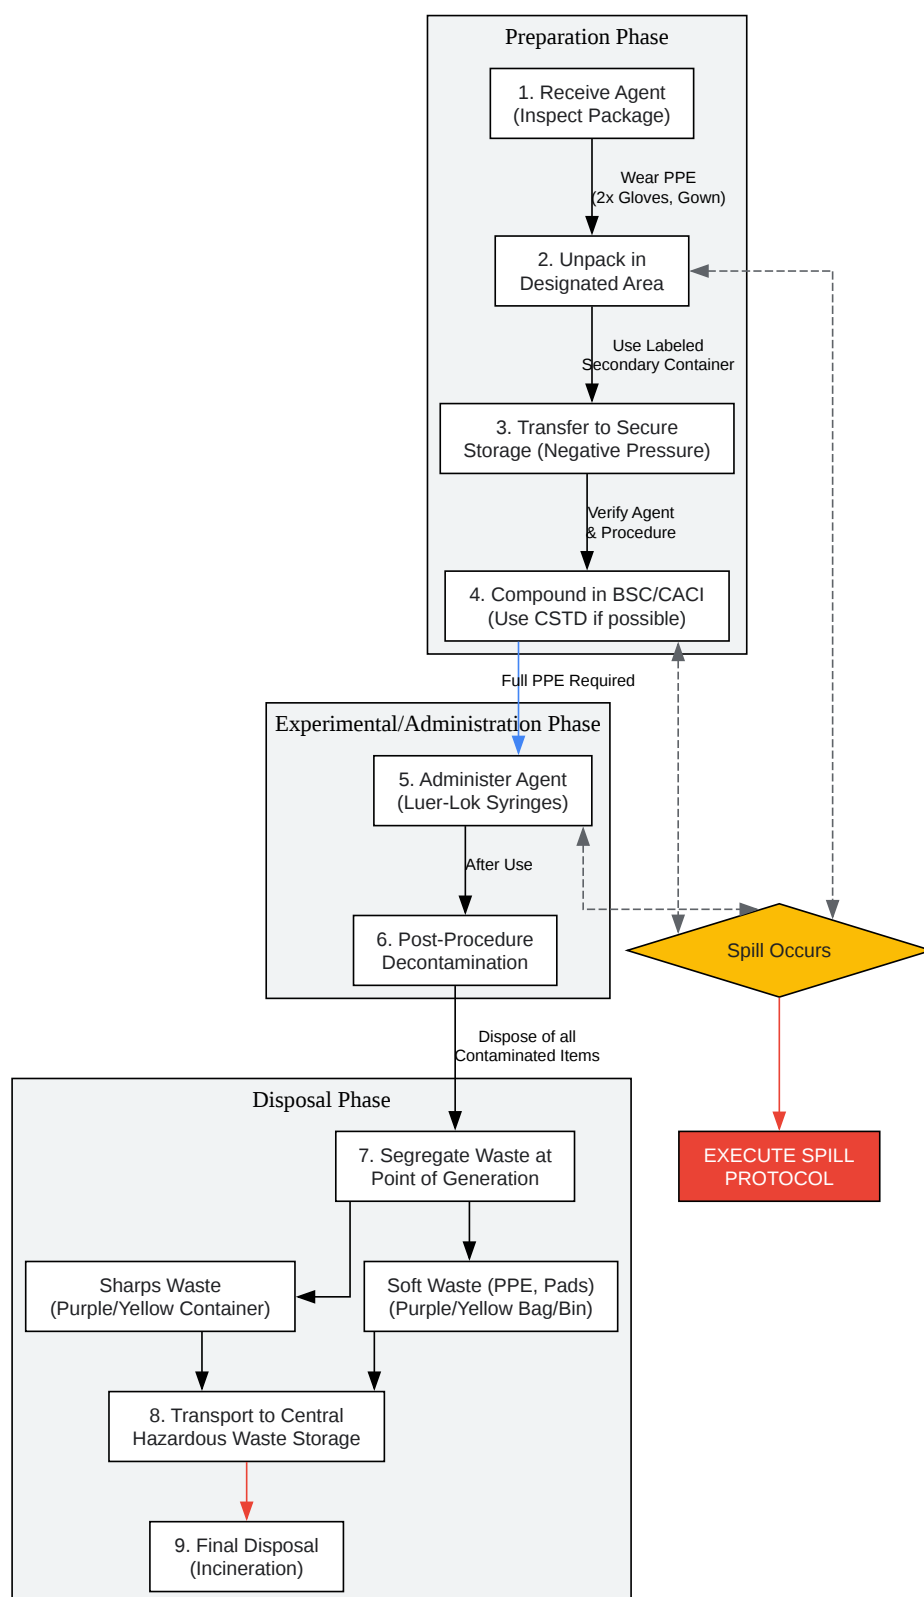 Preparation Phase
1. Receive Agent
(Inspect Package)
Wear PPE
(2x Gloves, Gown)
2. Unpack in
Designated Area
Use Labeled
Secondary Container
3. Transfer to Secure
Storage (Negative Pressure)
Verify Agent
& Procedure
4. Compound in BSC/CACI
(Use CSTD if possible)
Full PPE Required
Experimental/Administration Phase
5. Administer Agent
(Luer-Lok Syringes)
After Use
6. Post-Procedure
Decontamination
Spill Occurs
Dispose of all
Contaminated Items
Disposal Phase
7. Segregate Waste at
Point of Generation
EXECUTE SPILL
PROTOCOL
Sharps Waste
(Purple/Yellow Container)
Soft Waste (PPE, Pads)
(Purple/Yellow Bag/Bin)
8. Transport to Central
Hazardous Waste Storage
9. Final Disposal
(Incineration)